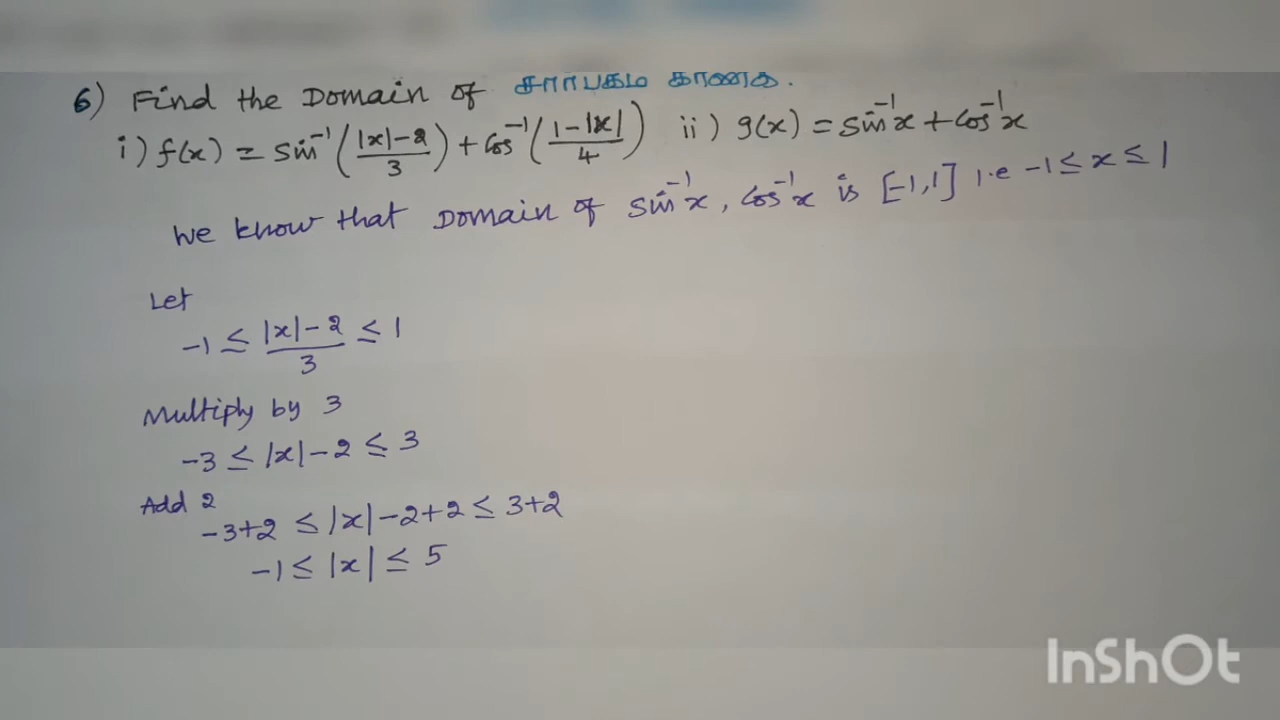 6) Find the Domain of சார்பகம் காண்க.
i) f(x) = sin⁻¹(|x|-2/3) + cos⁻¹(1-|x|/4) ii) g(x) = sin⁻¹x + cos⁻¹x
we know that Domain of sin⁻¹x, cos⁻¹x is [-1,1] i.e -1 ≤ x ≤ 1
Let
-1 ≤ |x|-2/3 ≤ 1
Multiply by 3
-3 ≤ |x|-2 ≤ 3
Add 2
-3+2 ≤ |x|-2+2 ≤ 3+2
-1 ≤ |x| ≤ 5
InShOt